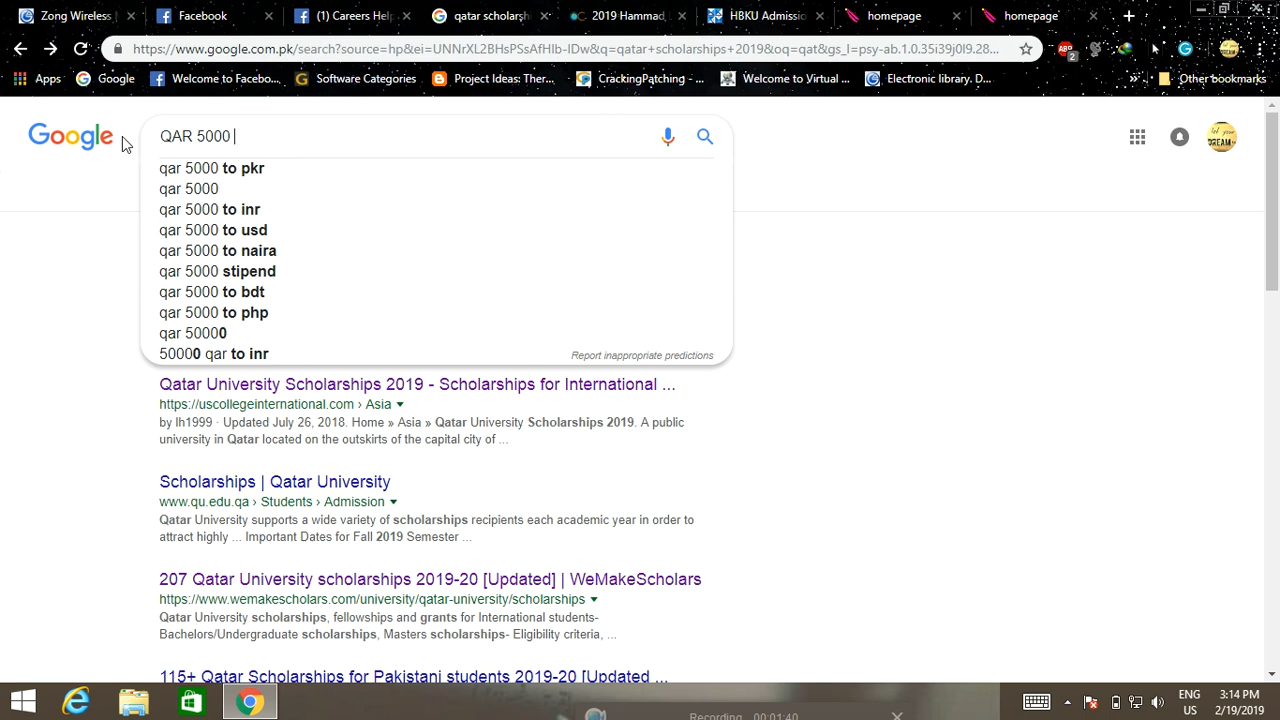 Zong Wireless
Facebook
(1) Careers Hel
qatar scholarsh
2019 Hammad
HBKU Admissio
homepage
homepage
https://www.google.com.pk/search?source=hp&ei=UNNrXL2BHsPSsAfHIb-IDw&q=qatar+scholarships+2019&oq=qat&gs_l=psy-ab.1.0.35i39j0l9.28...
ABP
2
Apps
Google
Welcome to Facebo...
Software Categories
Project Ideas: Ther...
CrackingPatching - ...
Welcome to Virtual ...
Electronic library. D...
Other bookmarks
Google
QAR 5000
qar 5000 to pkr
qar 5000
qar 5000 to inr
qar 5000 to usd
qar 5000 to naira
qar 5000 stipend
qar 5000 to bdt
qar 5000 to php
qar 50000
50000 qar to inr
Report inappropriate predictions
Qatar University Scholarships 2019 - Scholarships for International ...
https://uscollegeinternational.com › Asia
by lh1999 · Updated July 26, 2018. Home » Asia » Qatar University Scholarships 2019. A public
university in Qatar located on the outskirts of the capital city of ...
Scholarships | Qatar University
www.qu.edu.qa › Students › Admission
Qatar University supports a wide variety of scholarships recipients each academic year in order to
attract highly ... Important Dates for Fall 2019 Semester ...
207 Qatar University scholarships 2019-20 [Updated] | WeMakeScholars
https://www.wemakescholars.com/university/qatar-university/scholarships
Qatar University scholarships, fellowships and grants for International students-
Bachelors/Undergraduate scholarships, Masters scholarships- Eligibility criteria, ...
115+ Qatar Scholarships for Pakistani students 2019-20 [Updated ...
ENG
US
3:14 PM
2/19/2019
Recording 00:01:40